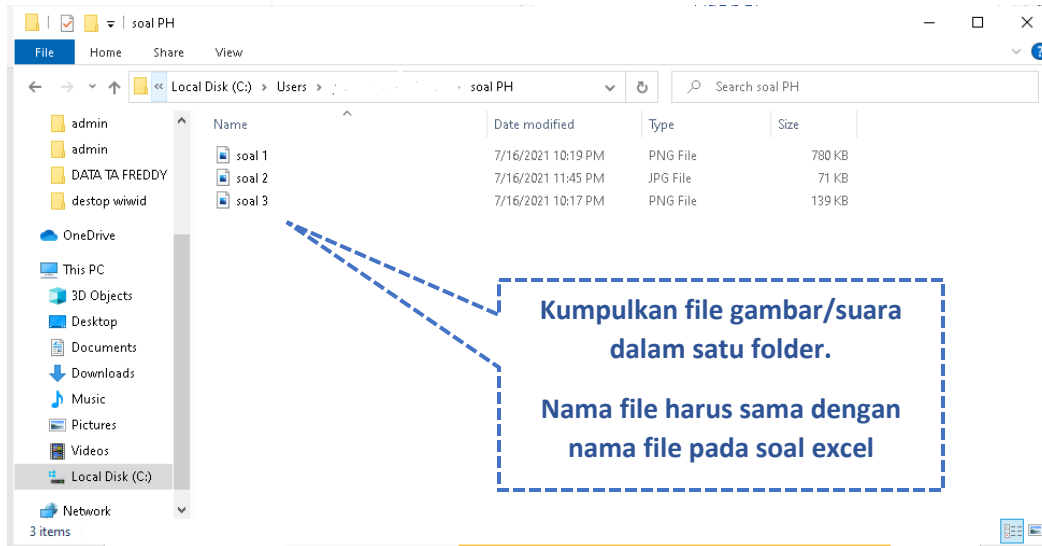 soal PH
File Home Share View
« Local Disk (C:) › Users › › soal PH
Search soal PH
admin
admin
DATA TA FREDDY
destop wiwid
OneDrive
This PC
3D Objects
Desktop
Documents
Downloads
Music
Pictures
Videos
Local Disk (C:)
Network
Name Date modified Type Size
soal 1 7/16/2021 10:19 PM PNG File 780 KB
soal 2 7/16/2021 11:45 PM JPG File 71 KB
soal 3 7/16/2021 10:17 PM PNG File 139 KB
Kumpulkan file gambar/suara
dalam satu folder.
Nama file harus sama dengan
nama file pada soal excel
3 items